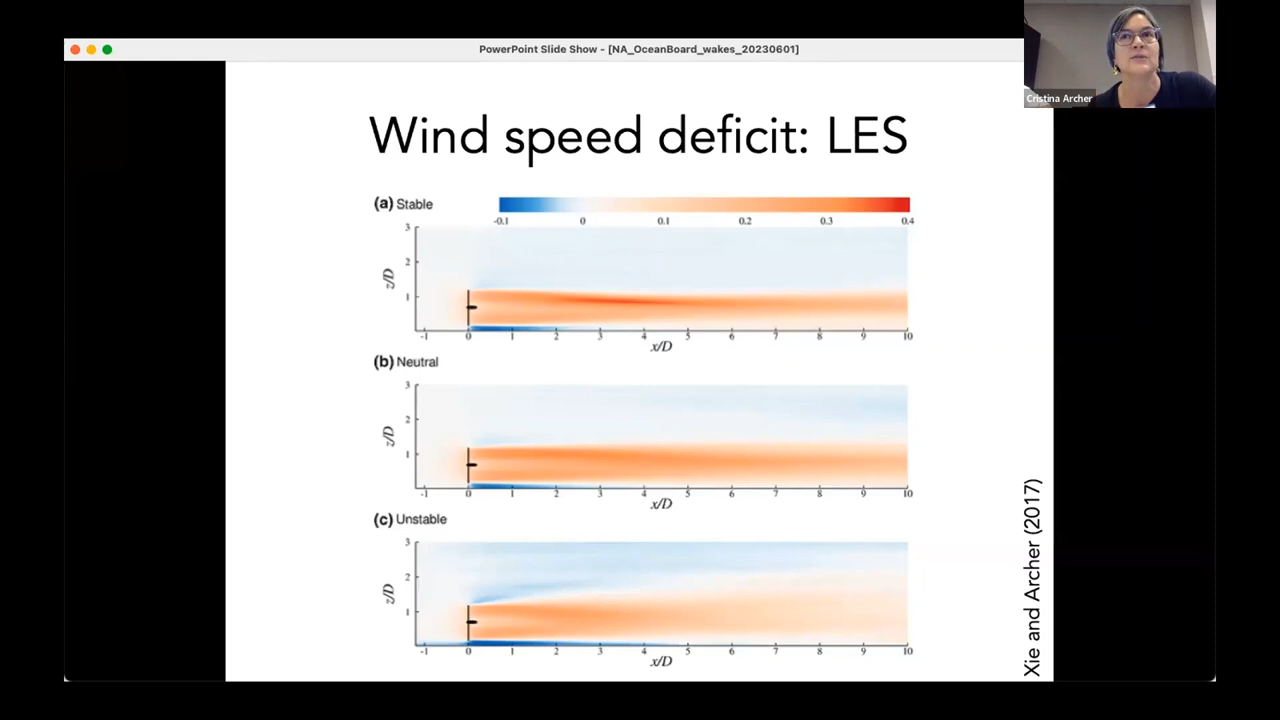 PowerPoint Slide Show - [NA_OceanBoard_wakes_20230601]
Cristina Archer
Wind speed deficit: LES
(a) Stable
-0.1 0 0.1 0.2 0.3 0.4
3
2
1
z/D
-1 0 1 2 3 4 5 6 7 8 9 10
x/D
(b) Neutral
3
2
1
z/D
-1 0 1 2 3 4 5 6 7 8 9 10
x/D
(c) Unstable
3
2
1
z/D
-1 0 1 2 3 4 5 6 7 8 9 10
x/D
Xie and Archer (2017)